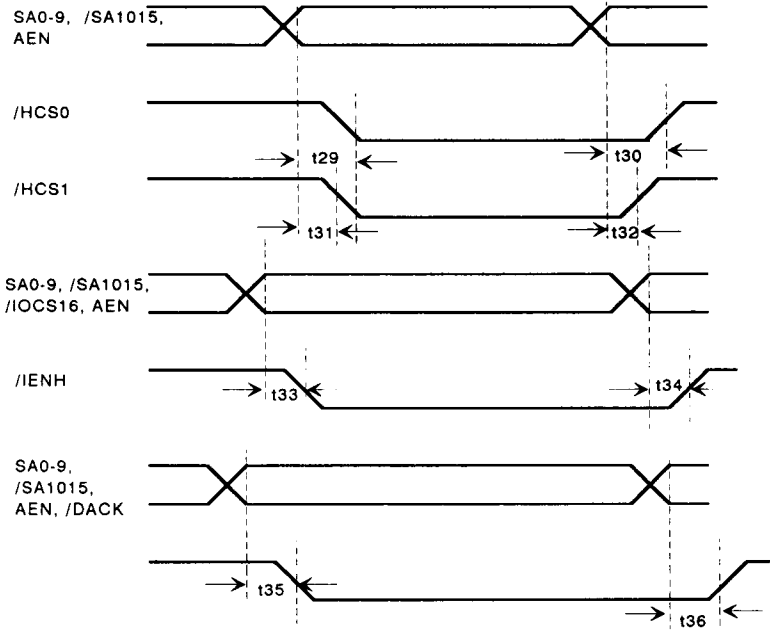 SA0-9, /SA1015,
AEN
/HCS0
t29
t30
/HCS1
t31
t32
SA0-9, /SA1015,
/IOCS16, AEN
/IENH
t33
t34
SA0-9,
/SA1015,
AEN, /DACK
t35
t36